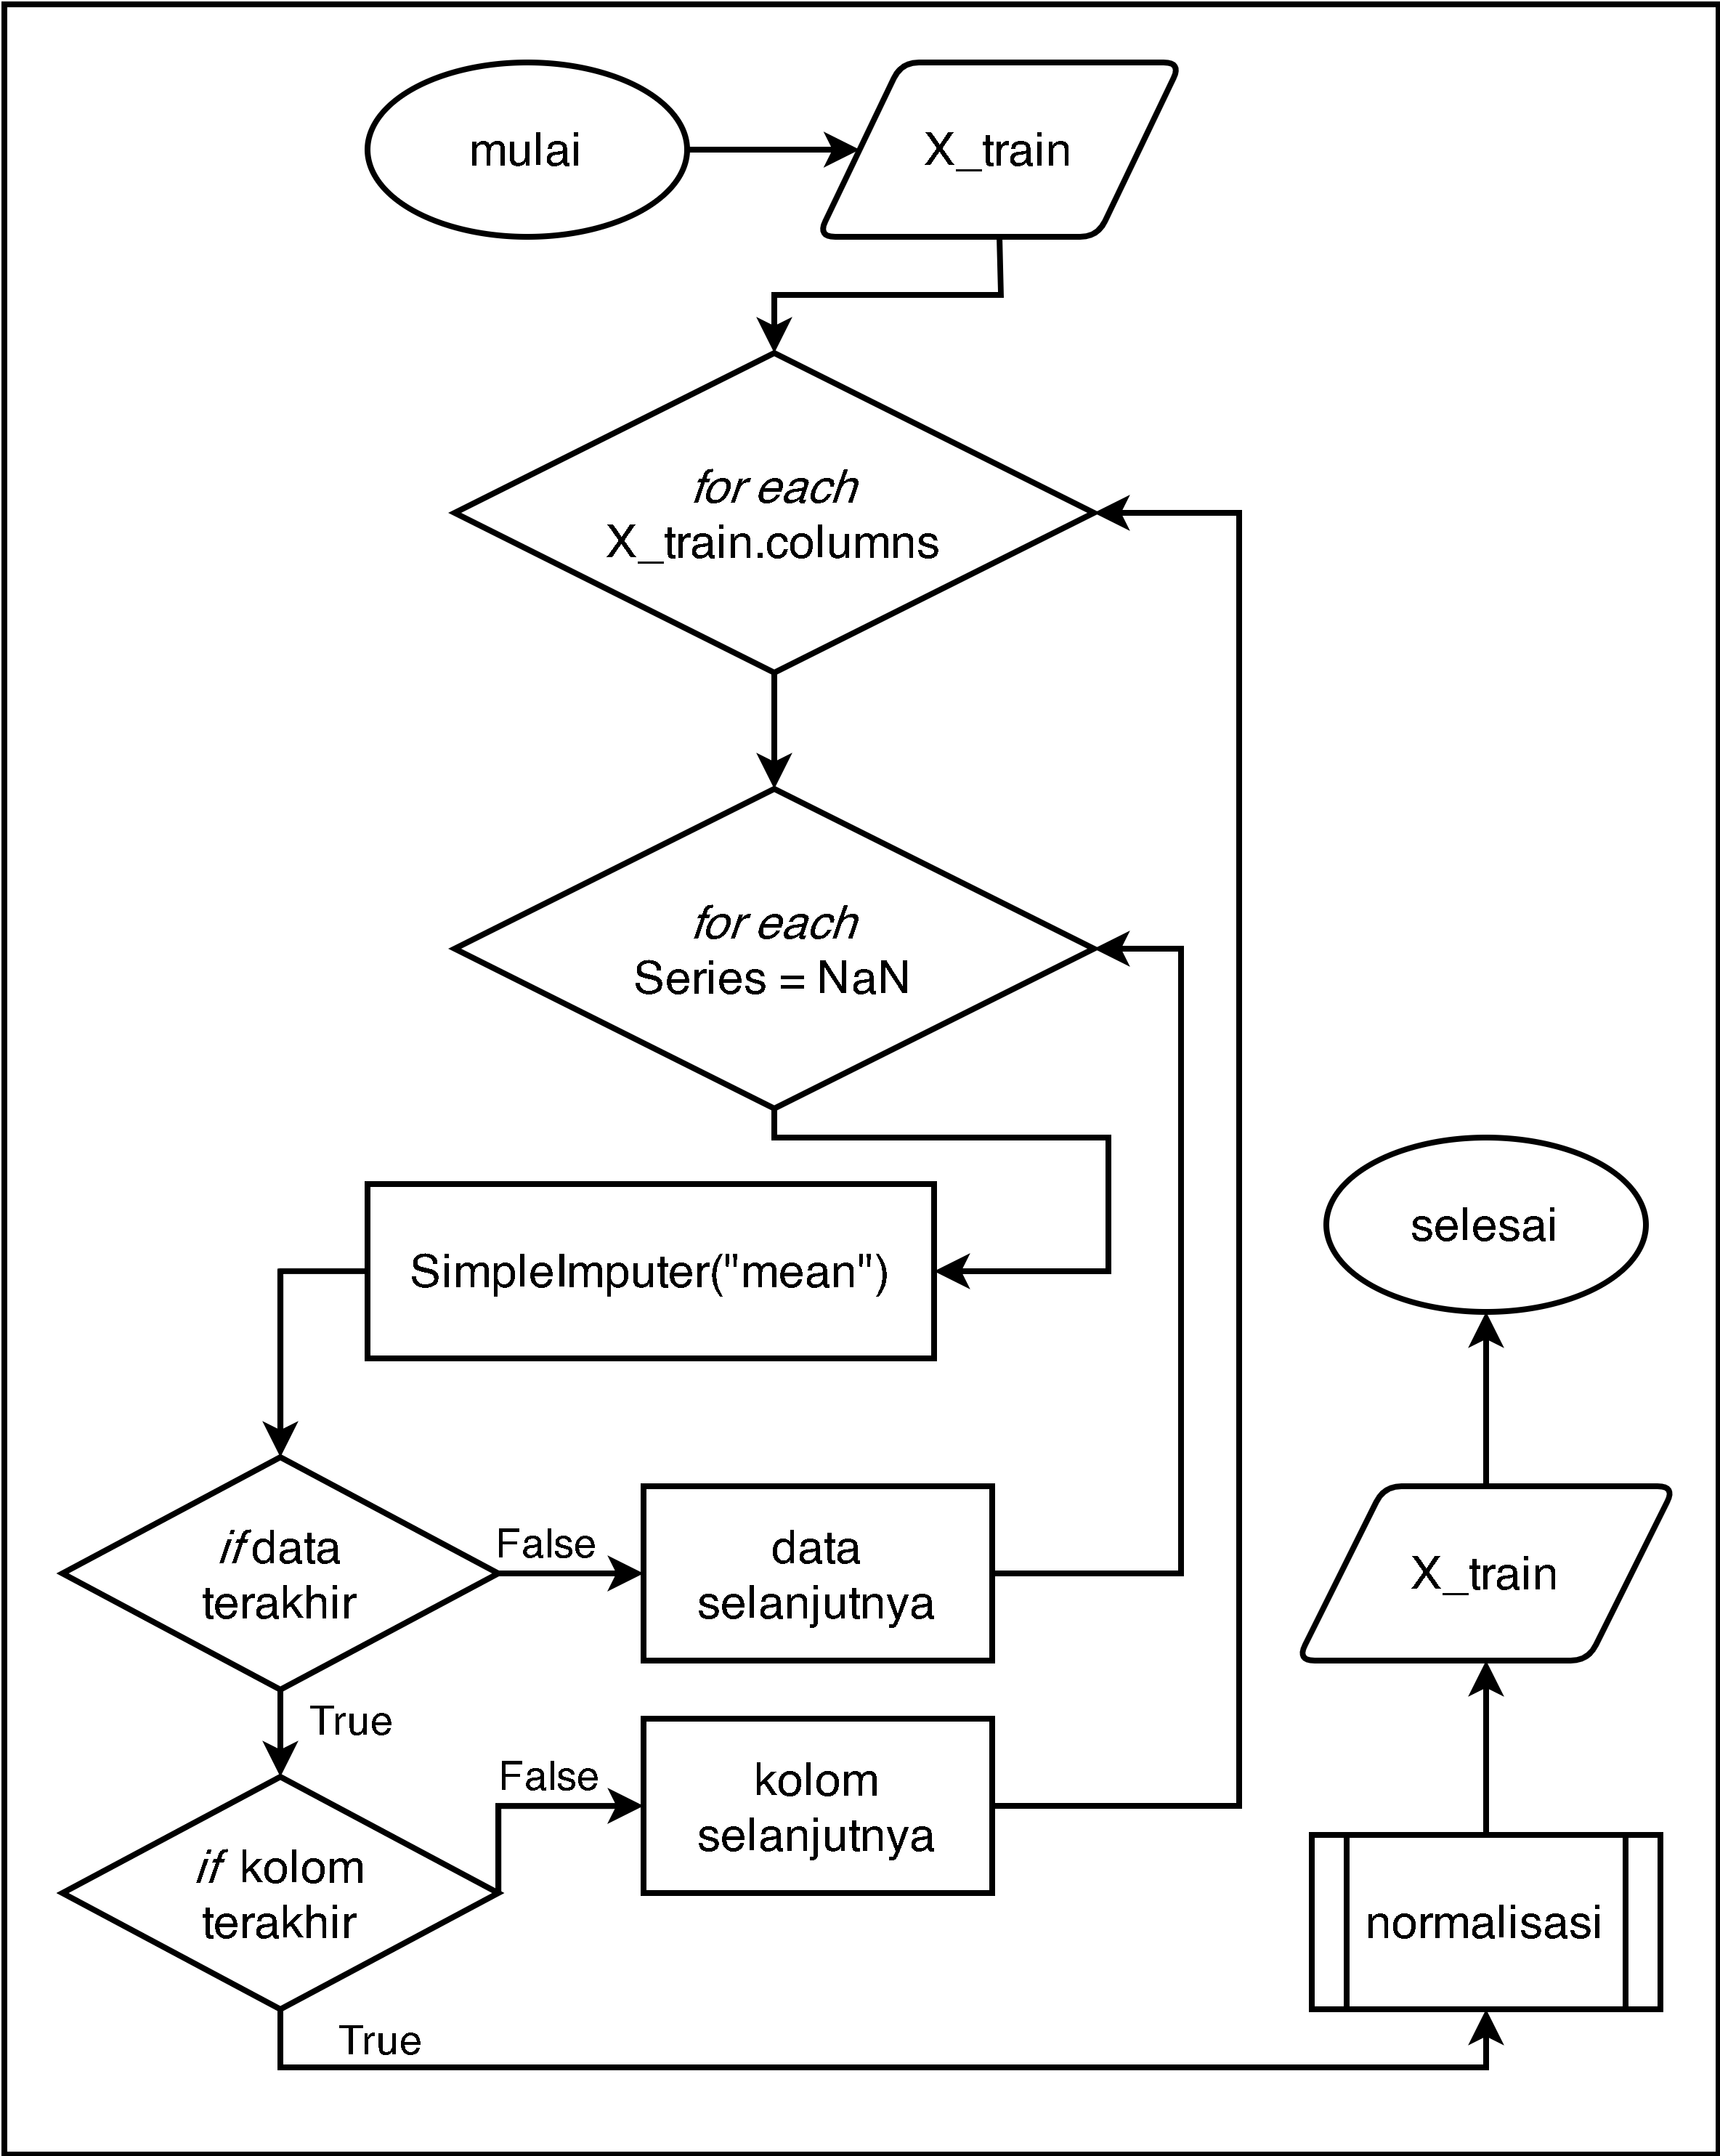 mulai
X_train
for each
X_train.columns
for each
Series = NaN
SimpleImputer("mean")
if data
terakhir
False
data
selanjutnya
True
if kolom
terakhir
False
kolom
selanjutnya
True
normalisasi
X_train
selesai